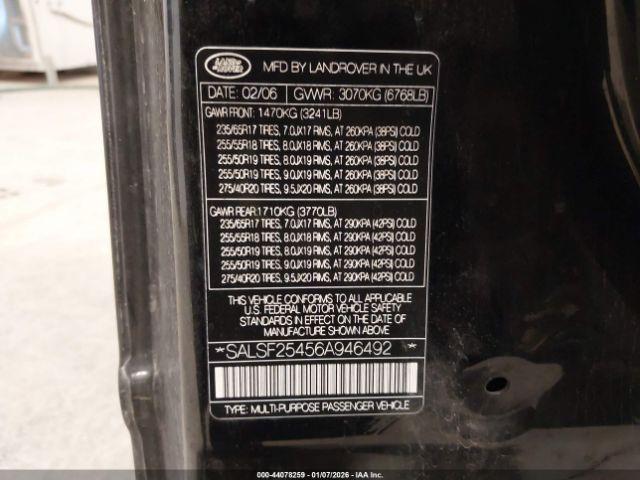 LAND ROVER
MFD BY LANDROVER IN THE UK
DATE: 02/06 GVWR: 3070KG (6768LB)
GAWR FRONT: 1470KG (3241LB)
235/65R17 TIRES, 7.0JX17 RIMS, AT 260KPA (38PSI) COLD
255/55R18 TIRES, 8.0JX18 RIMS, AT 260KPA (38PSI) COLD
255/50R19 TIRES, 8.0JX19 RIMS, AT 260KPA (38PSI) COLD
255/50R19 TIRES, 9.0JX19 RIMS, AT 260KPA (38PSI) COLD
275/40R20 TIRES, 9.5JX20 RIMS, AT 260KPA (38PSI) COLD
GAWR REAR: 1710KG (3770LB)
235/65R17 TIRES, 7.0JX17 RIMS, AT 290KPA (42PSI) COLD
255/55R18 TIRES, 8.0JX18 RIMS, AT 290KPA (42PSI) COLD
255/50R19 TIRES, 8.0JX19 RIMS, AT 290KPA (42PSI) COLD
255/50R19 TIRES, 9.0JX19 RIMS, AT 290KPA (42PSI) COLD
275/40R20 TIRES, 9.5JX20 RIMS, AT 290KPA (42PSI) COLD
THIS VEHICLE CONFORMS TO ALL APPLICABLE
U.S. FEDERAL MOTOR VEHICLE SAFETY
STANDARDS IN EFFECT ON THE DATE OF
MANUFACTURE SHOWN ABOVE
*SALSF25456A946492 *
TYPE: MULTI-PURPOSE PASSENGER VEHICLE
000-44078259 | 01/07/2026 | IAA Inc.